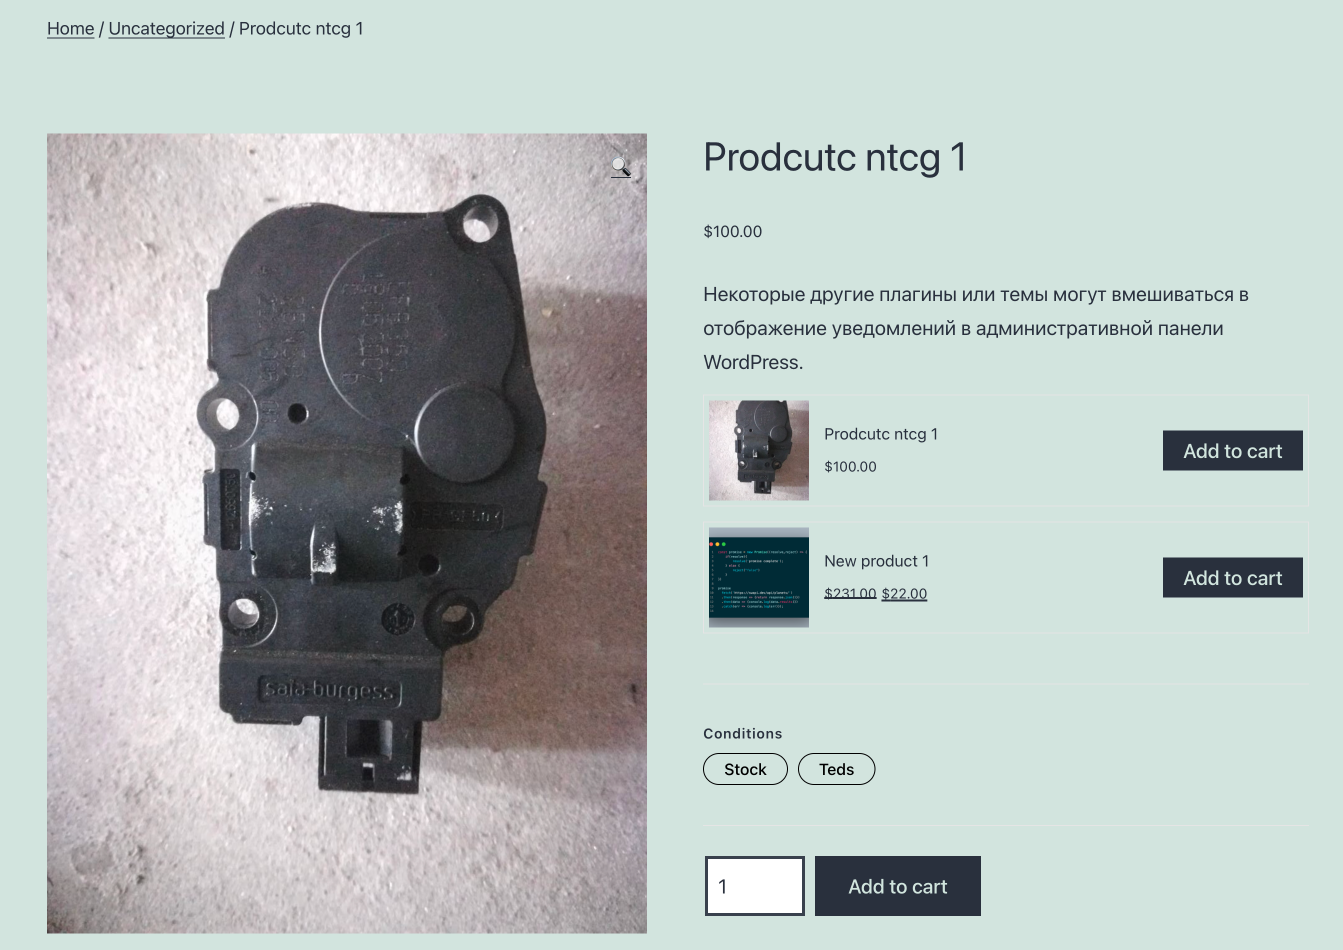 Home / Uncategorized / Prodcutc ntcg 1
Prodcutc ntcg 1
$100.00
Некоторые другие плагины или темы могут вмешиваться в
отображение уведомлений в административной панели
WordPress.
Prodcutc ntcg 1
$100.00
Add to cart
New product 1
$231.00 $22.00
Add to cart
saia-burgess
Conditions
Stock
Teds
1
Add to cart